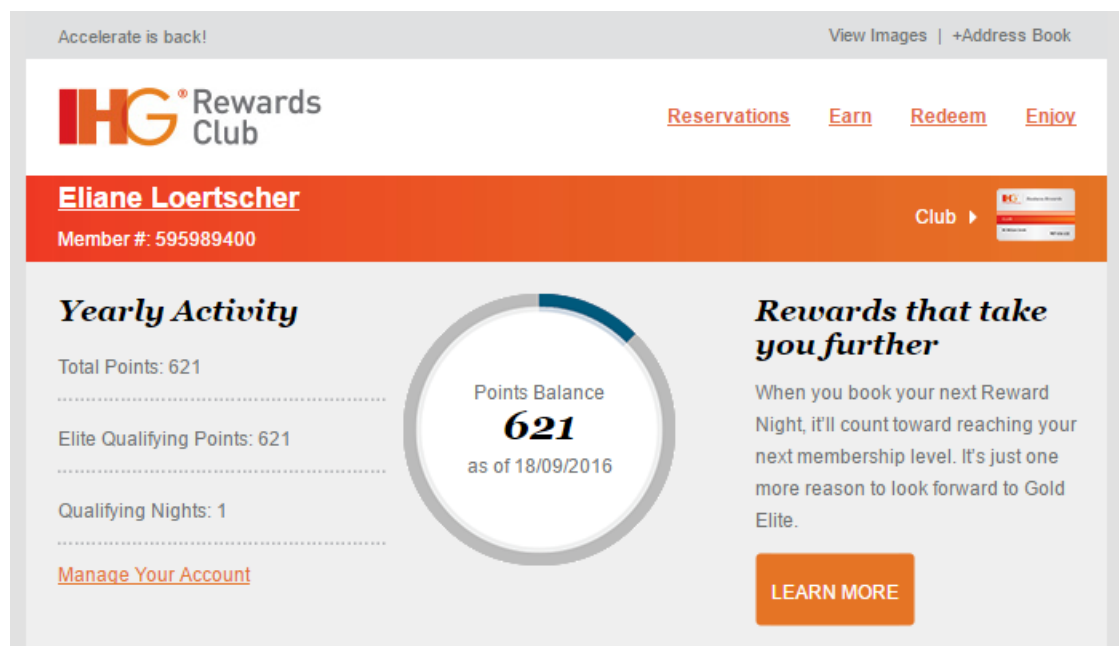 Accelerate is back!
View Images | +Address Book
IHG® Rewards
Club
Reservations Earn Redeem Enjoy
Eliane Loertscher
Member #: 595989400
Club
Yearly Activity
Total Points: 621
Elite Qualifying Points: 621
Qualifying Nights: 1
Manage Your Account
Points Balance
621
as of 18/09/2016
Rewards that take
you further
When you book your next Reward
Night, it'll count toward reaching your
next membership level. It's just one
more reason to look forward to Gold
Elite.
LEARN MORE